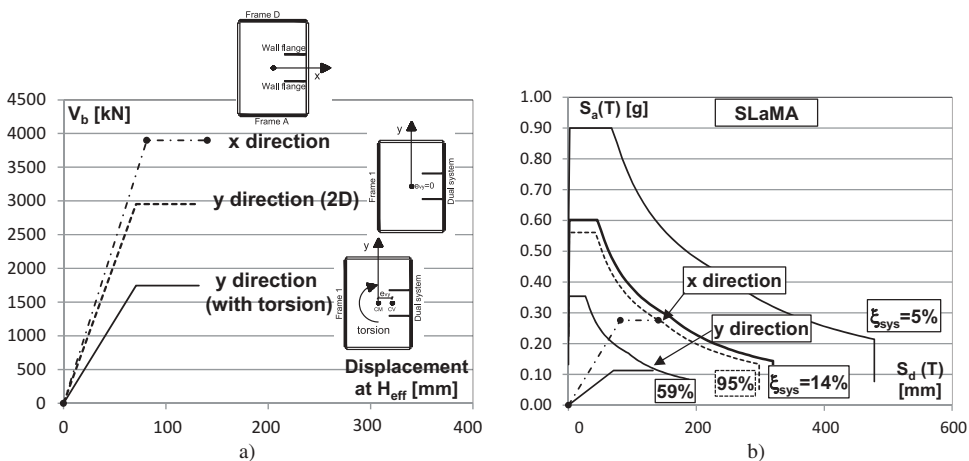 Frame D
Wall flange
x
Wall flange
Frame A
V_b [kN]
4500
4000
3500
3000
2500
2000
1500
1000
500
0
x direction
y direction (2D)
y direction
(with torsion)
y
Frame 1
e_vy=0
Dual system
y
Frame 1
e_vy
CM
CV
torsion
Dual system
Displacement
at H_eff [mm]
0
100
200
300
400
a)
S_a(T) [g]
SLaMA
1.00
0.90
0.80
0.70
0.60
0.50
0.40
0.30
0.20
0.10
0.00
x direction
y direction
ξ_sys=5%
59%
95%
ξ_sys=14%
S_d (T)
[mm]
0
200
400
600
b)